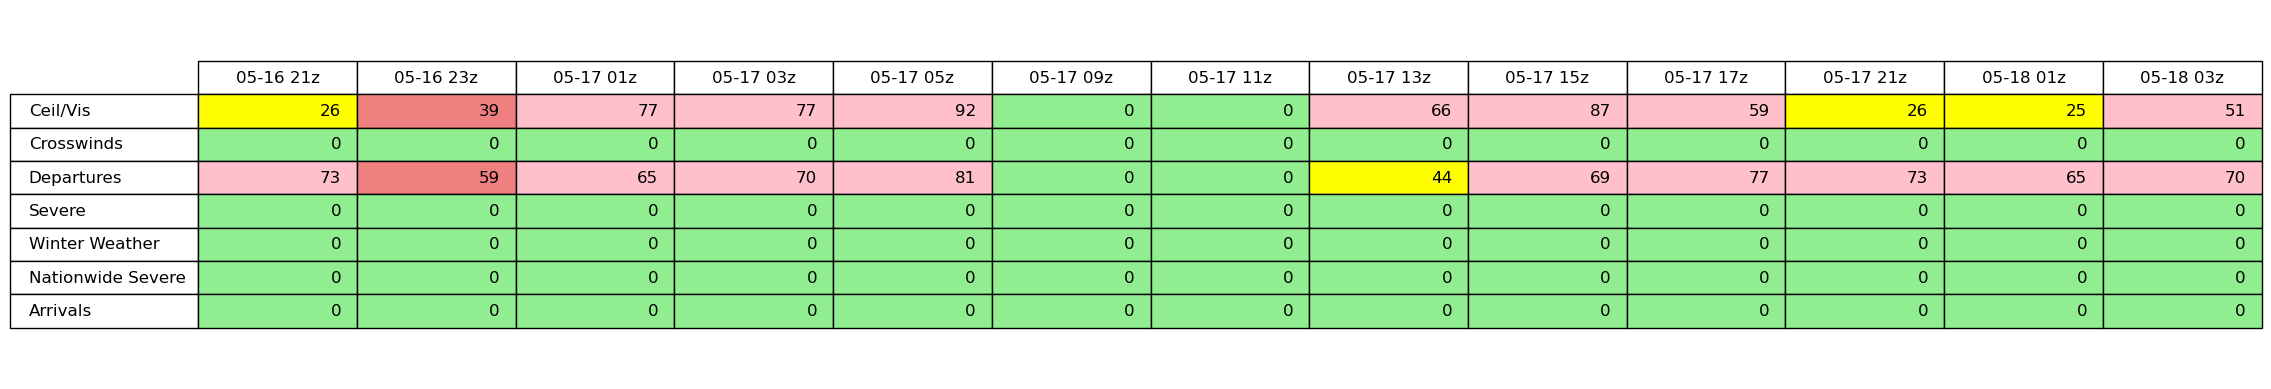 05-16 21z 05-16 23z 05-17 01z 05-17 03z 05-17 05z 05-17 09z 05-17 11z 05-17 13z 05-17 15z 05-17 17z 05-17 21z 05-18 01z 05-18 03z
Ceil/Vis 26 39 77 77 92 0 0 66 87 59 26 25 51
Crosswinds 0 0 0 0 0 0 0 0 0 0 0 0 0
Departures 73 59 65 70 81 0 0 44 69 77 73 65 70
Severe 0 0 0 0 0 0 0 0 0 0 0 0 0
Winter Weather 0 0 0 0 0 0 0 0 0 0 0 0 0
Nationwide Severe 0 0 0 0 0 0 0 0 0 0 0 0 0
Arrivals 0 0 0 0 0 0 0 0 0 0 0 0 0